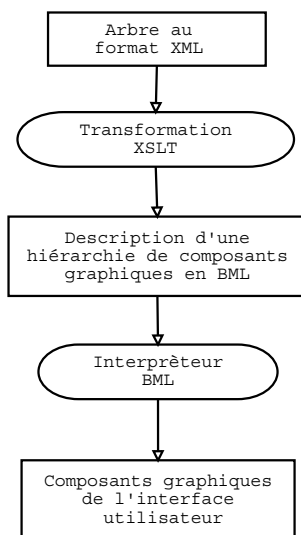 Arbre au
format XML
Transformation
XSLT
Description d'une
hiérarchie de composants
graphiques en BML
Interprèteur
BML
Composants graphiques
de l'interface
utilisateur